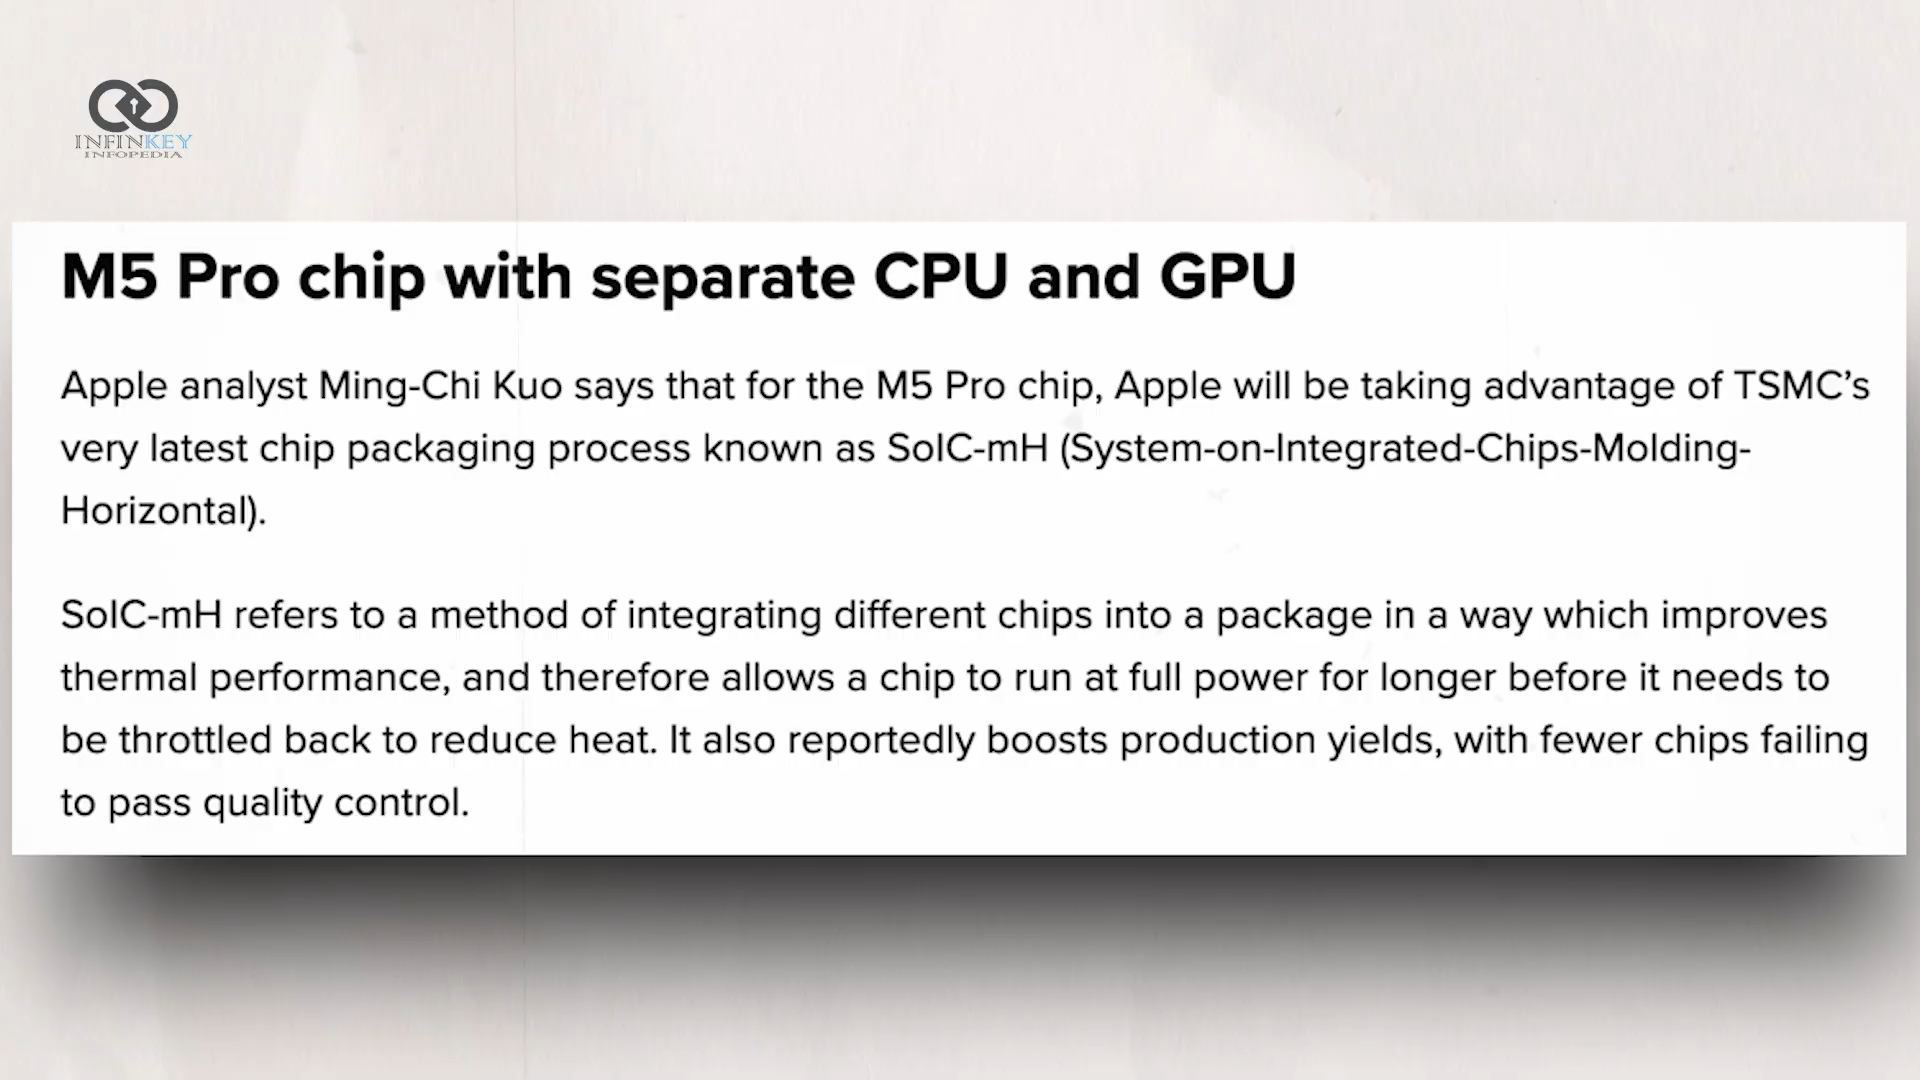 INFINKEY
INFOPEDIA
M5 Pro chip with separate CPU and GPU
Apple analyst Ming-Chi Kuo says that for the M5 Pro chip, Apple will be taking advantage of TSMC’s
very latest chip packaging process known as SoIC-mH (System-on-Integrated-Chips-Molding-
Horizontal).
SoIC-mH refers to a method of integrating different chips into a package in a way which improves
thermal performance, and therefore allows a chip to run at full power for longer before it needs to
be throttled back to reduce heat. It also reportedly boosts production yields, with fewer chips failing
to pass quality control.